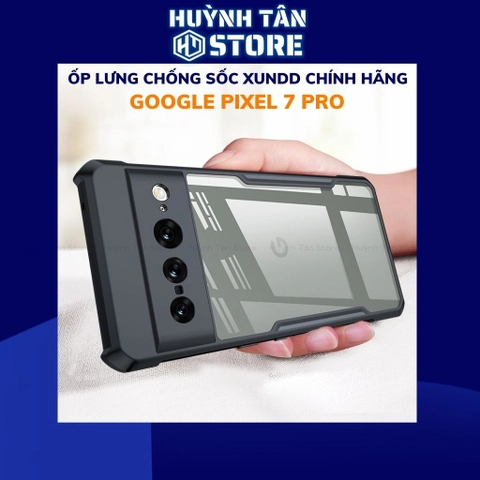 HUỲNH TÂN
STORE
ỐP LƯNG CHỐNG SỐC XUNDD CHÍNH HÃNG
GOOGLE PIXEL 7 PRO